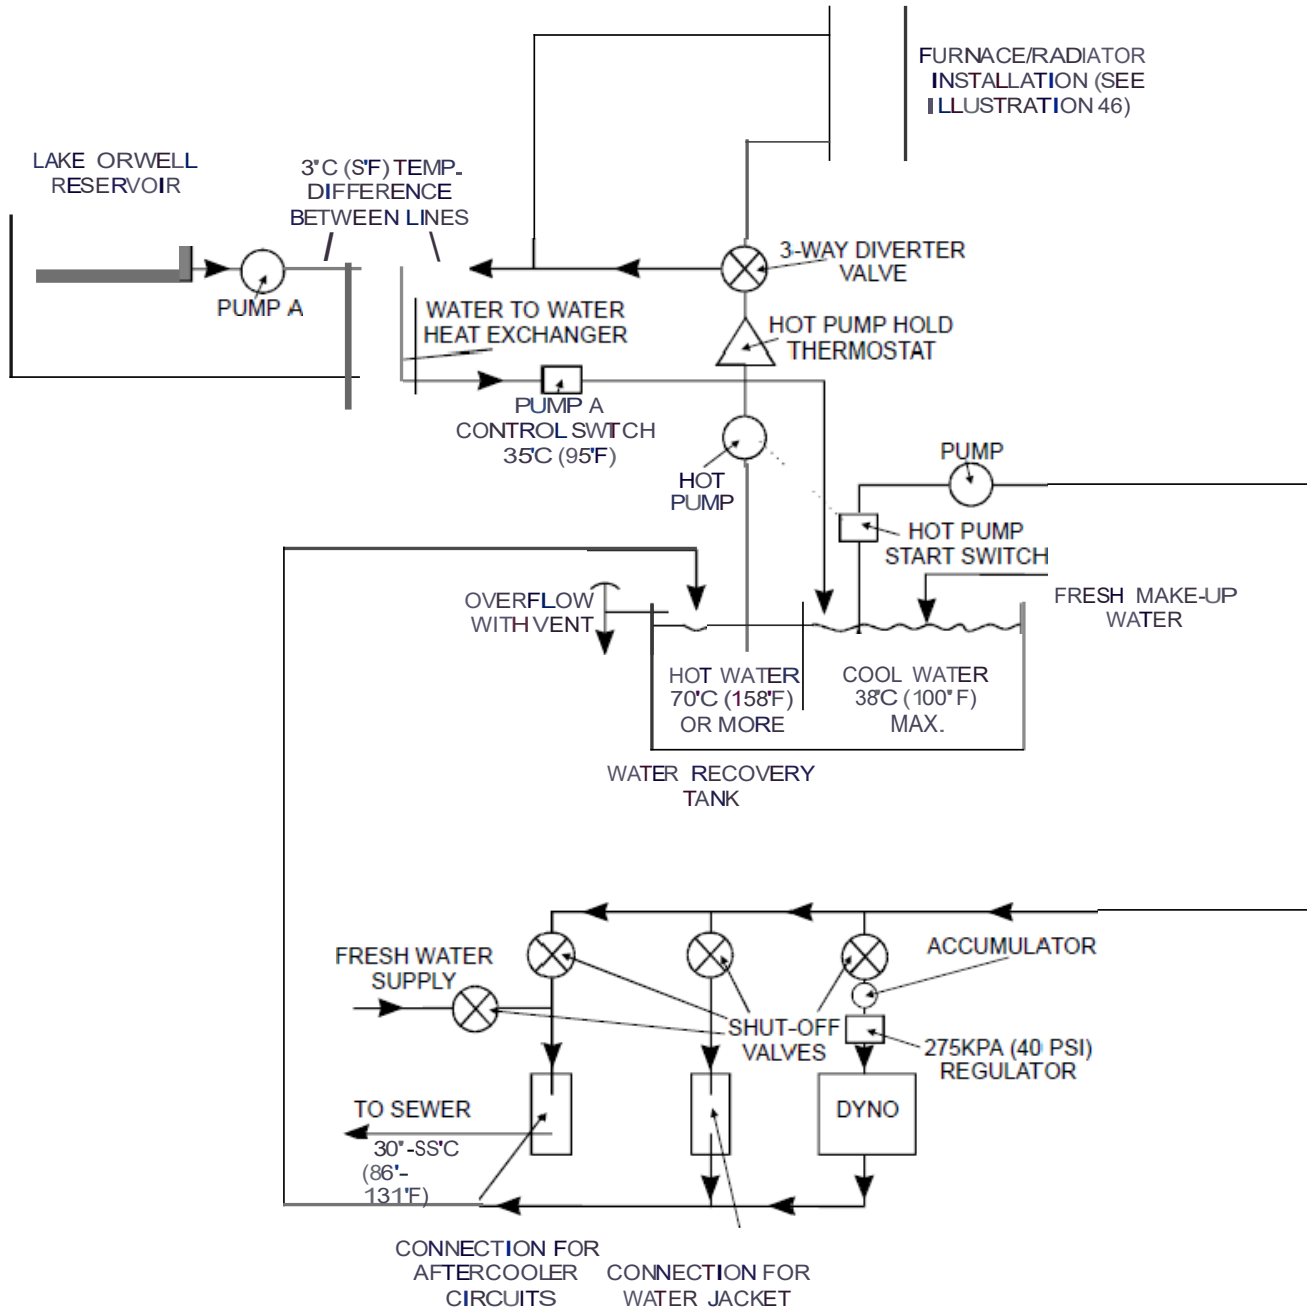 FURNACE/RADIATOR
INSTALLATION (SEE
ILLUSTRATION 46)
LAKE ORWELL
RESERVOIR
3"C (S'F) TEMP-
DIFFERENCE
BETWEEN LINES
3-WAY DIVERTER
VALVE
PUMP A
WATER TO WATER
HEAT EXCHANGER
HOT PUMP HOLD
THERMOSTAT
PUMP A
CONTROL SWTCH
35'C (95'F)
HOT
PUMP
PUMP
HOT PUMP
START SWITCH
OVERFLOW
WITH VENT
FRESH MAKE-UP
WATER
HOT WATER
70'C (158'F)
OR MORE
COOL WATER
38'C (100"F)
MAX.
WATER RECOVERY
TANK
FRESH WATER
SUPPLY
ACCUMULATOR
SHUT-OFF
VALVES
275KPA (40 PSI)
REGULATOR
TO SEWER
DYNO
30"-SS'C
(86'-
131'F)
CONNECTION FOR
AFTERCOOLER
CIRCUITS
CONNECTION FOR
WATER JACKET